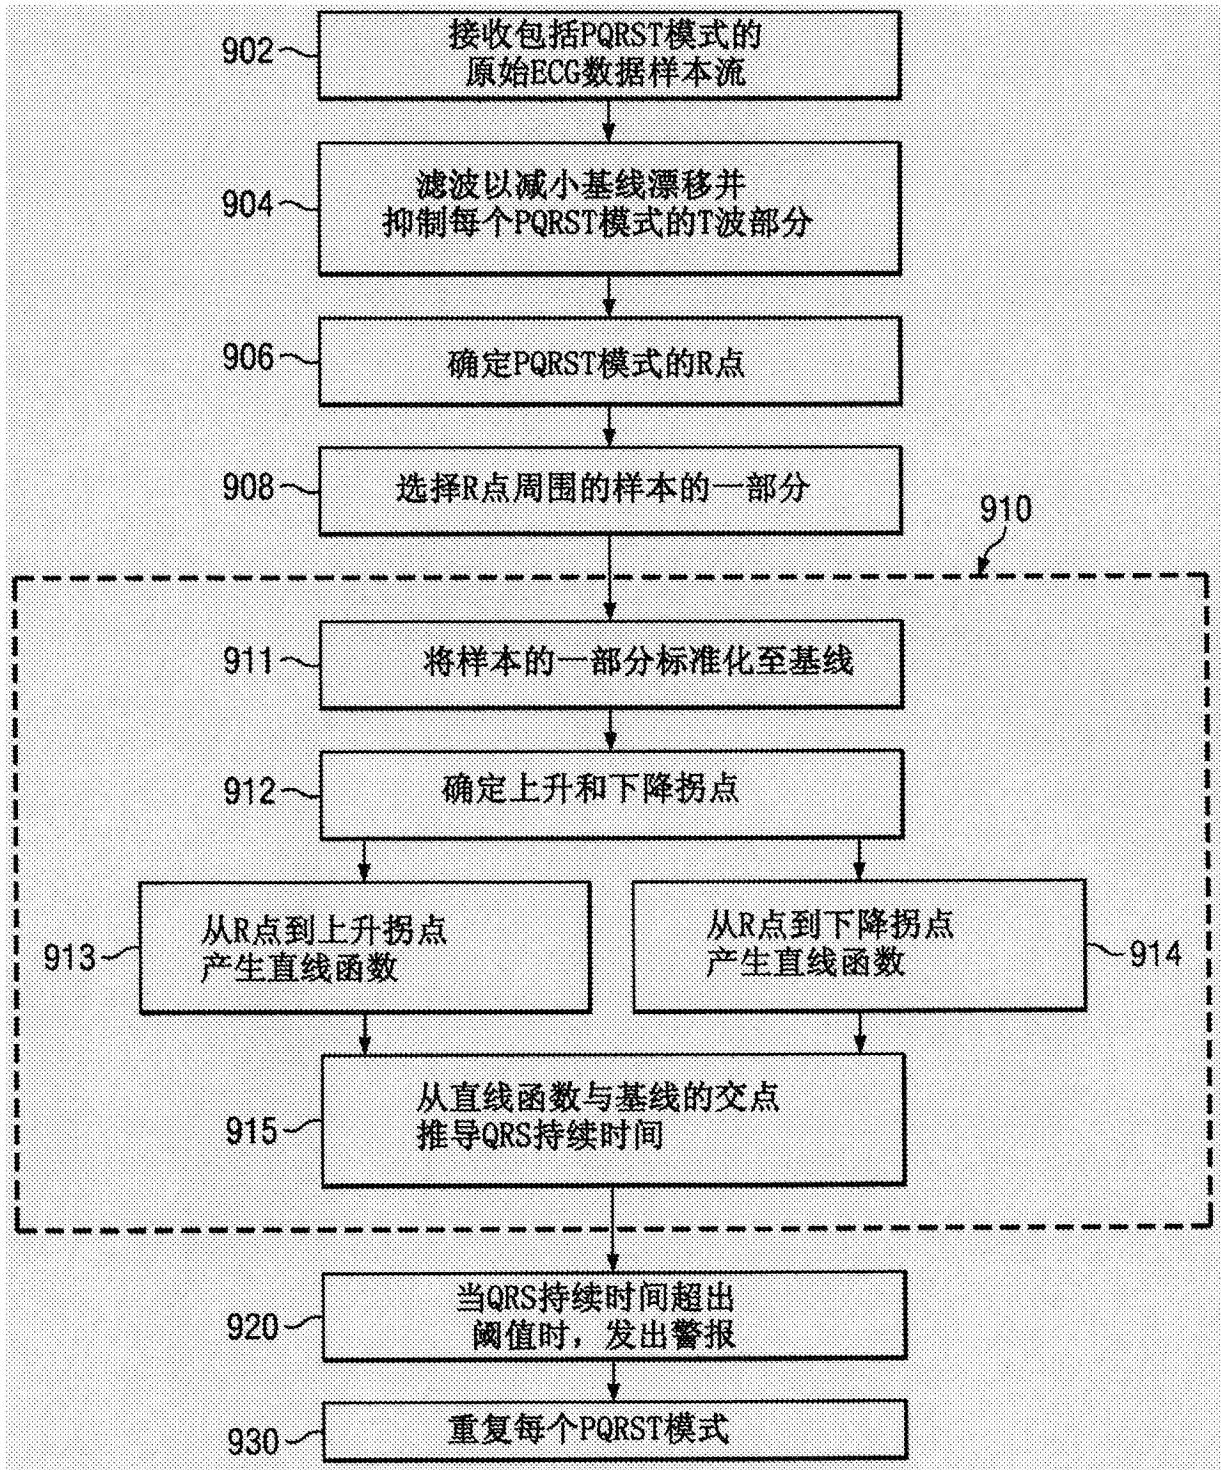 902
接收包括PQRST模式的
原始ECG数据样本流
904
滤波以减小基线漂移并
抑制每个PQRST模式的T波部分
906
确定PQRST模式的R点
908
选择R点周围的样本的一部分
910
911
将样本的一部分标准化至基线
912
确定上升和下降拐点
913
从R点到上升拐点
产生直线函数
从R点到下降拐点
产生直线函数
914
915
从直线函数与基线的交点
推导QRS持续时间
920
当QRS持续时间超出
阈值时，发出警报
930
重复每个PQRST模式